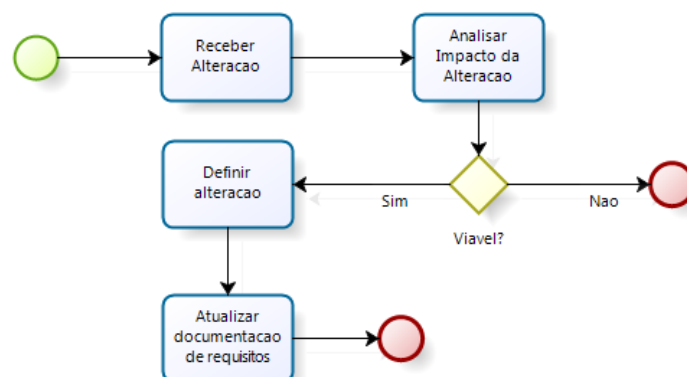 Receber
Alteracao
Analisar
Impacto da
Alteracao
Definir
alteracao
Sim
Nao
Viavel?
Atualizar
documentacao
de requisitos